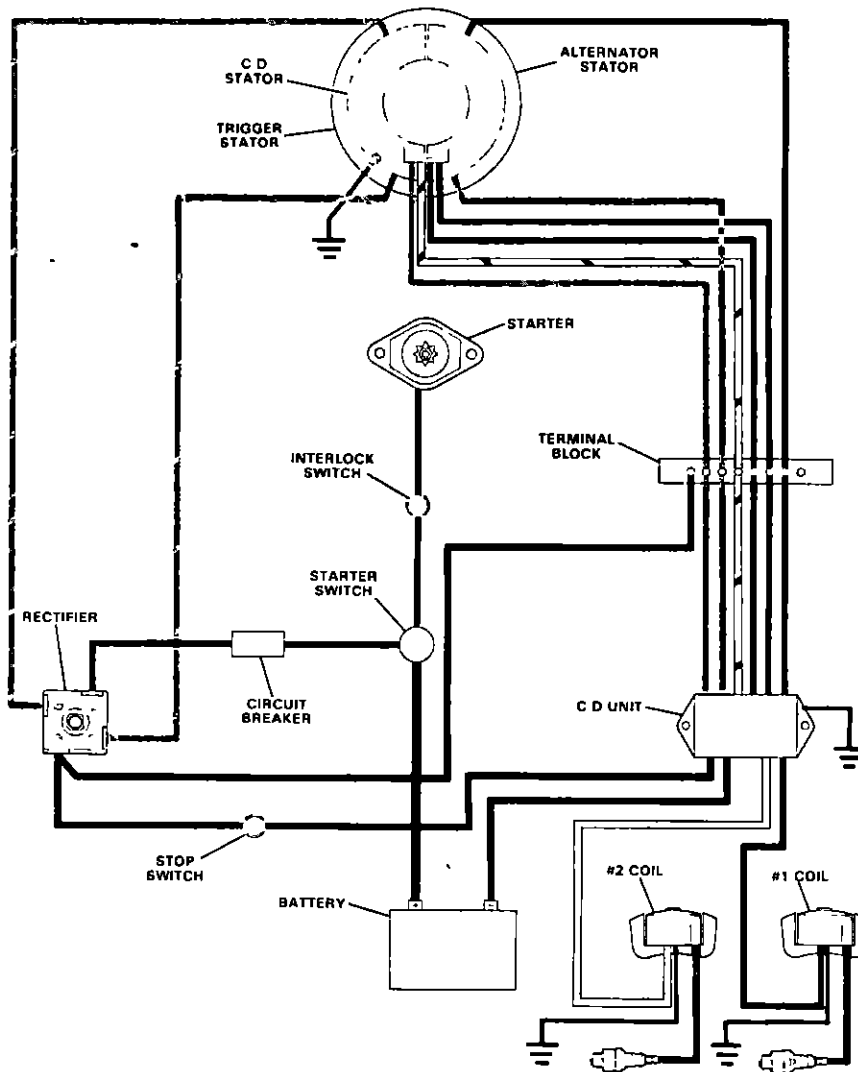 C D
STATOR
ALTERNATOR
STATOR
TRIGGER
STATOR
STARTER
TERMINAL
BLOCK
INTERLOCK
SWITCH
STARTER
SWITCH
RECTIFIER
CIRCUIT
BREAKER
C D UNIT
STOP
SWITCH
#2 COIL
#1 COIL
BATTERY
+
-